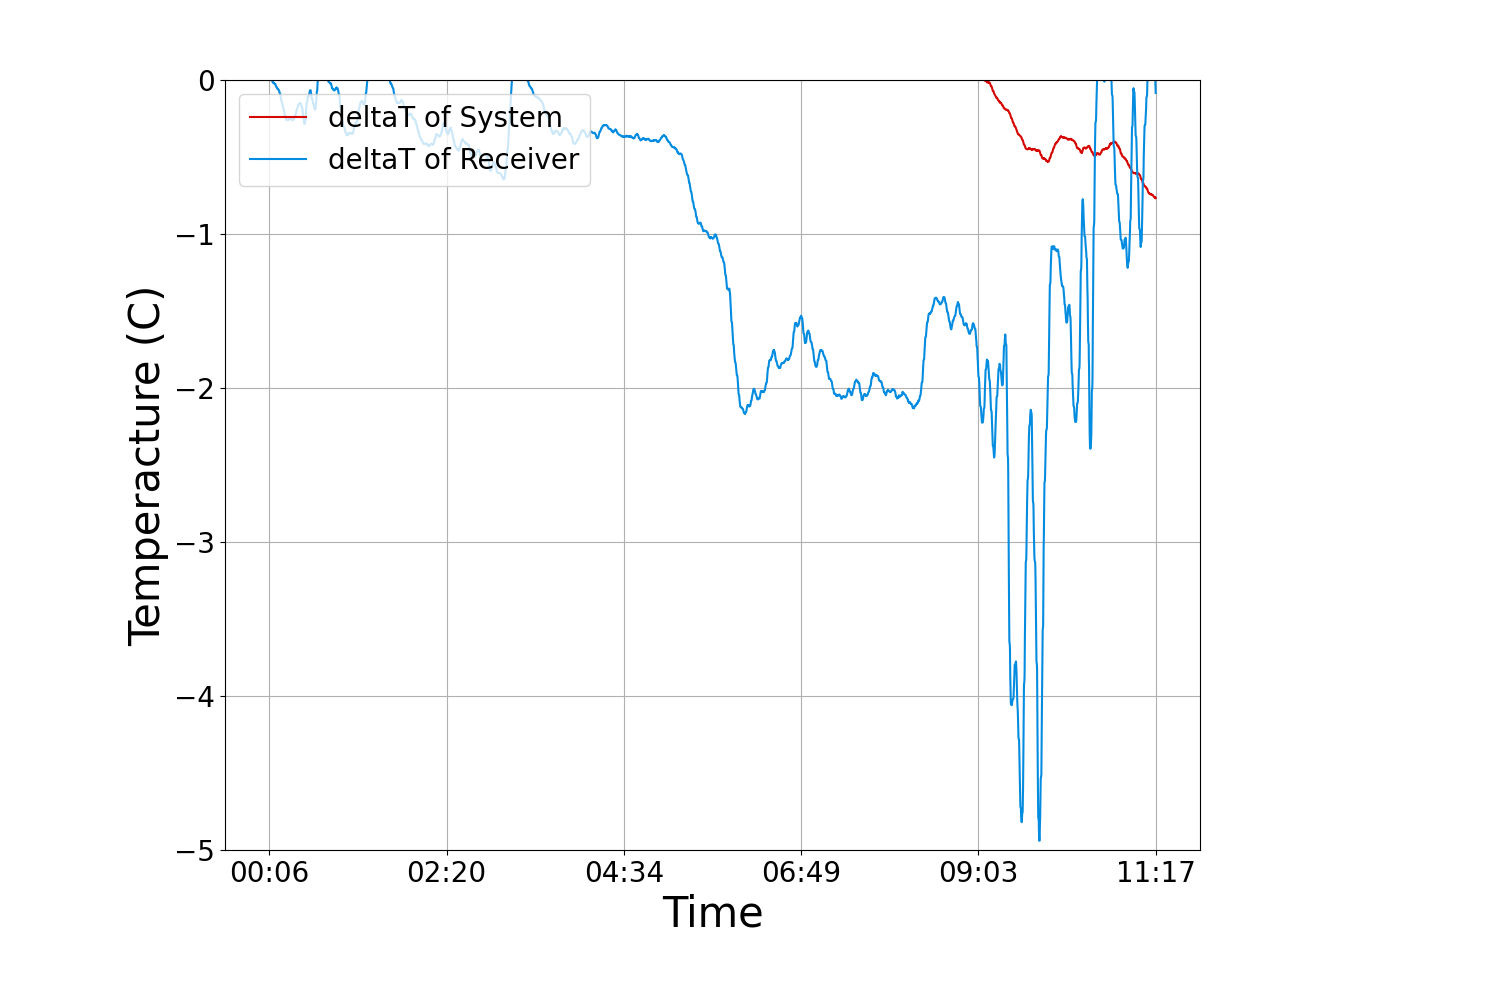 0
−1
−2
−3
−4
−5
Temperacture (C)
deltaT of System
deltaT of Receiver
00:06 02:20 04:34 06:49 09:03 11:17
Time